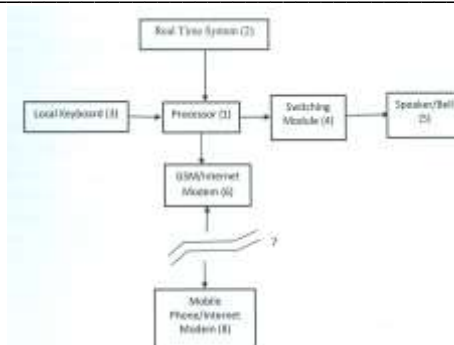 Real Time System (2)
Local Keyboard (3)
Processor (1)
Switching
Module (4)
Speaker/Bell
(5)
GSM/Internet
Modem (6)
7
Mobile
Phone/Internet
Modem (8)